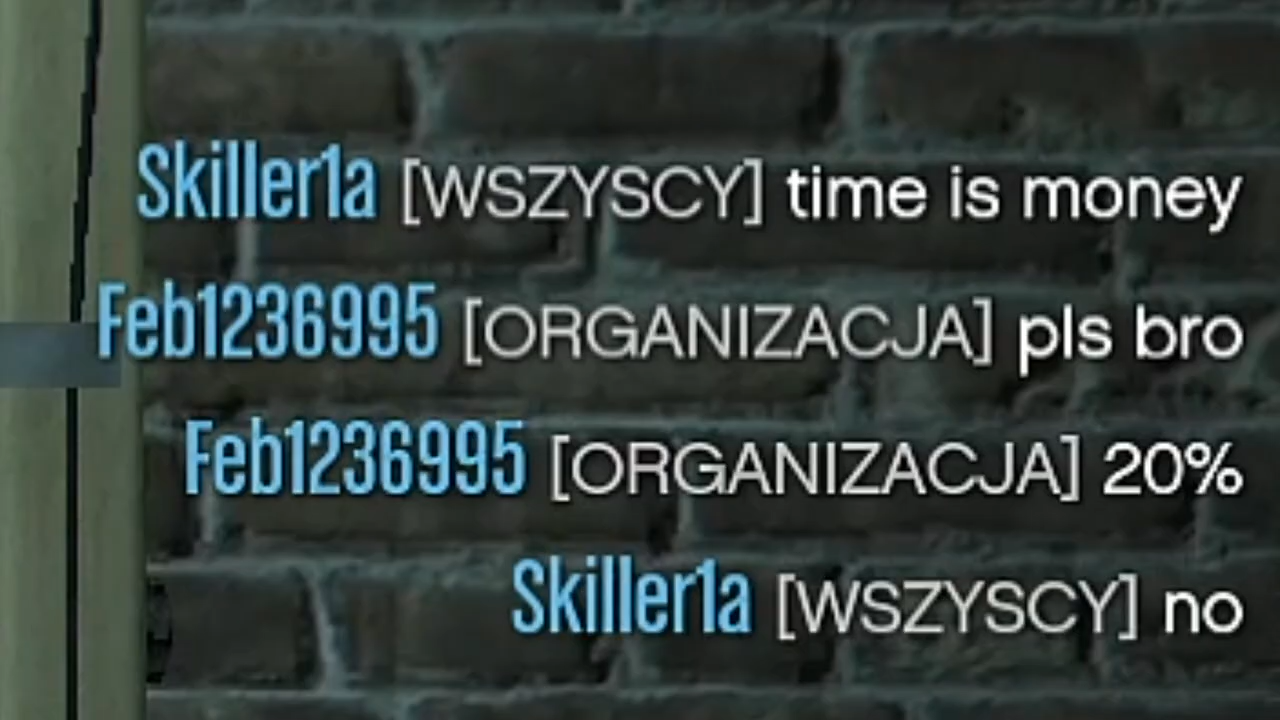 Skiller1a [WSZYSCY] time is money
Feb1236995 [ORGANIZACJA] pls bro
Feb1236995 [ORGANIZACJA] 20%
Skiller1a [WSZYSCY] no